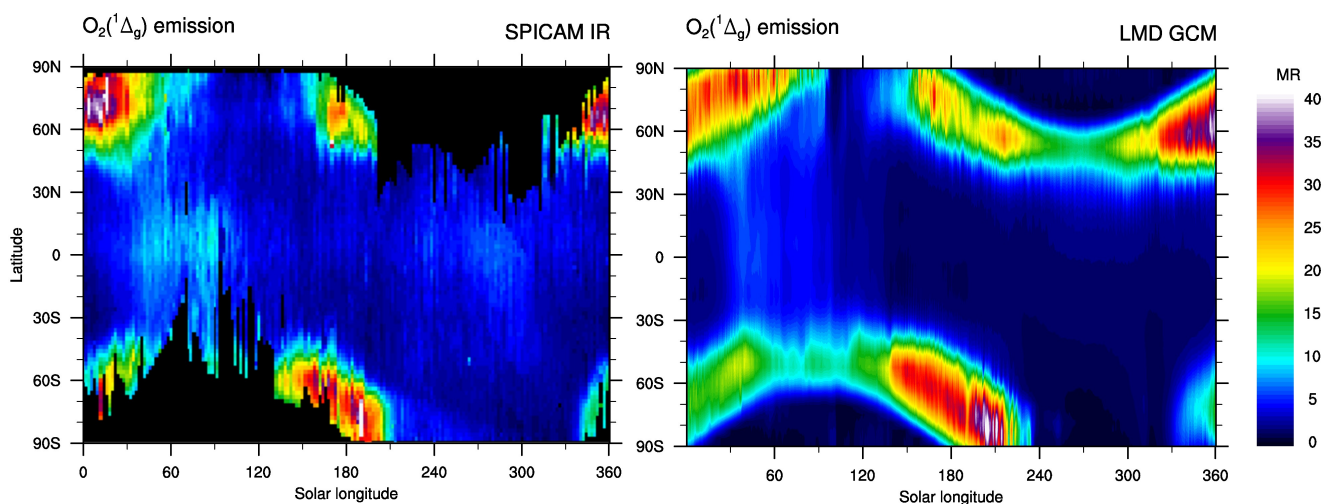 O₂(¹Δg) emission SPICAM IR
90N
60N
30N
0
30S
60S
90S
Latitude
0 60 120 180 240 300 360
Solar longitude
O₂(¹Δg) emission LMD GCM
90N
60N
30N
0
30S
60S
90S
60 120 180 240 300 360
Solar longitude
MR
40
35
30
25
20
15
10
5
0